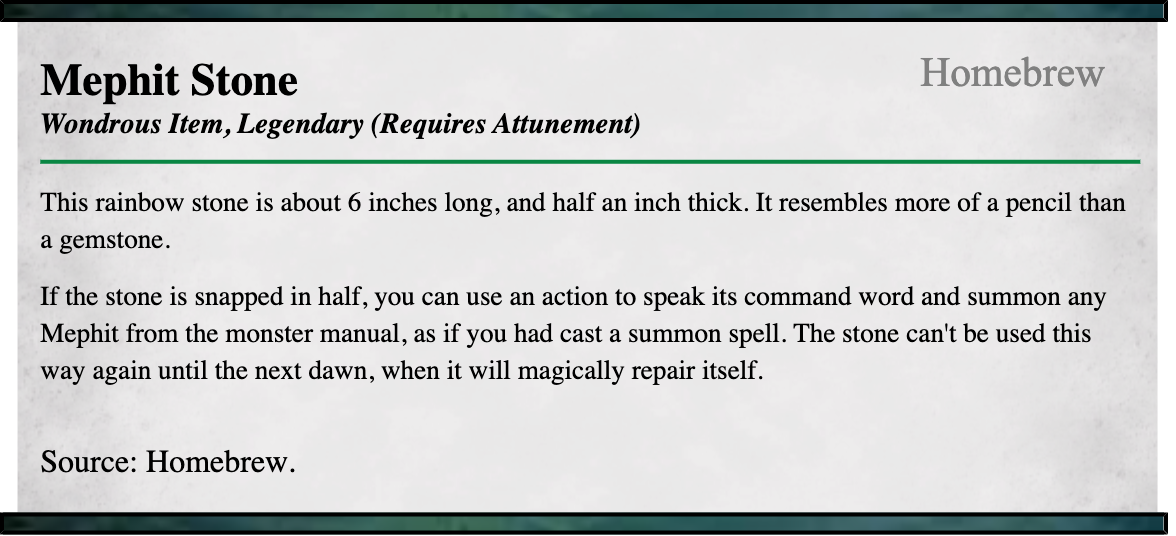 Mephit Stone
Homebrew
Wondrous Item, Legendary (Requires Attunement)
This rainbow stone is about 6 inches long, and half an inch thick. It resembles more of a pencil than
a gemstone.
If the stone is snapped in half, you can use an action to speak its command word and summon any
Mephit from the monster manual, as if you had cast a summon spell. The stone can't be used this
way again until the next dawn, when it will magically repair itself.
Source: Homebrew.